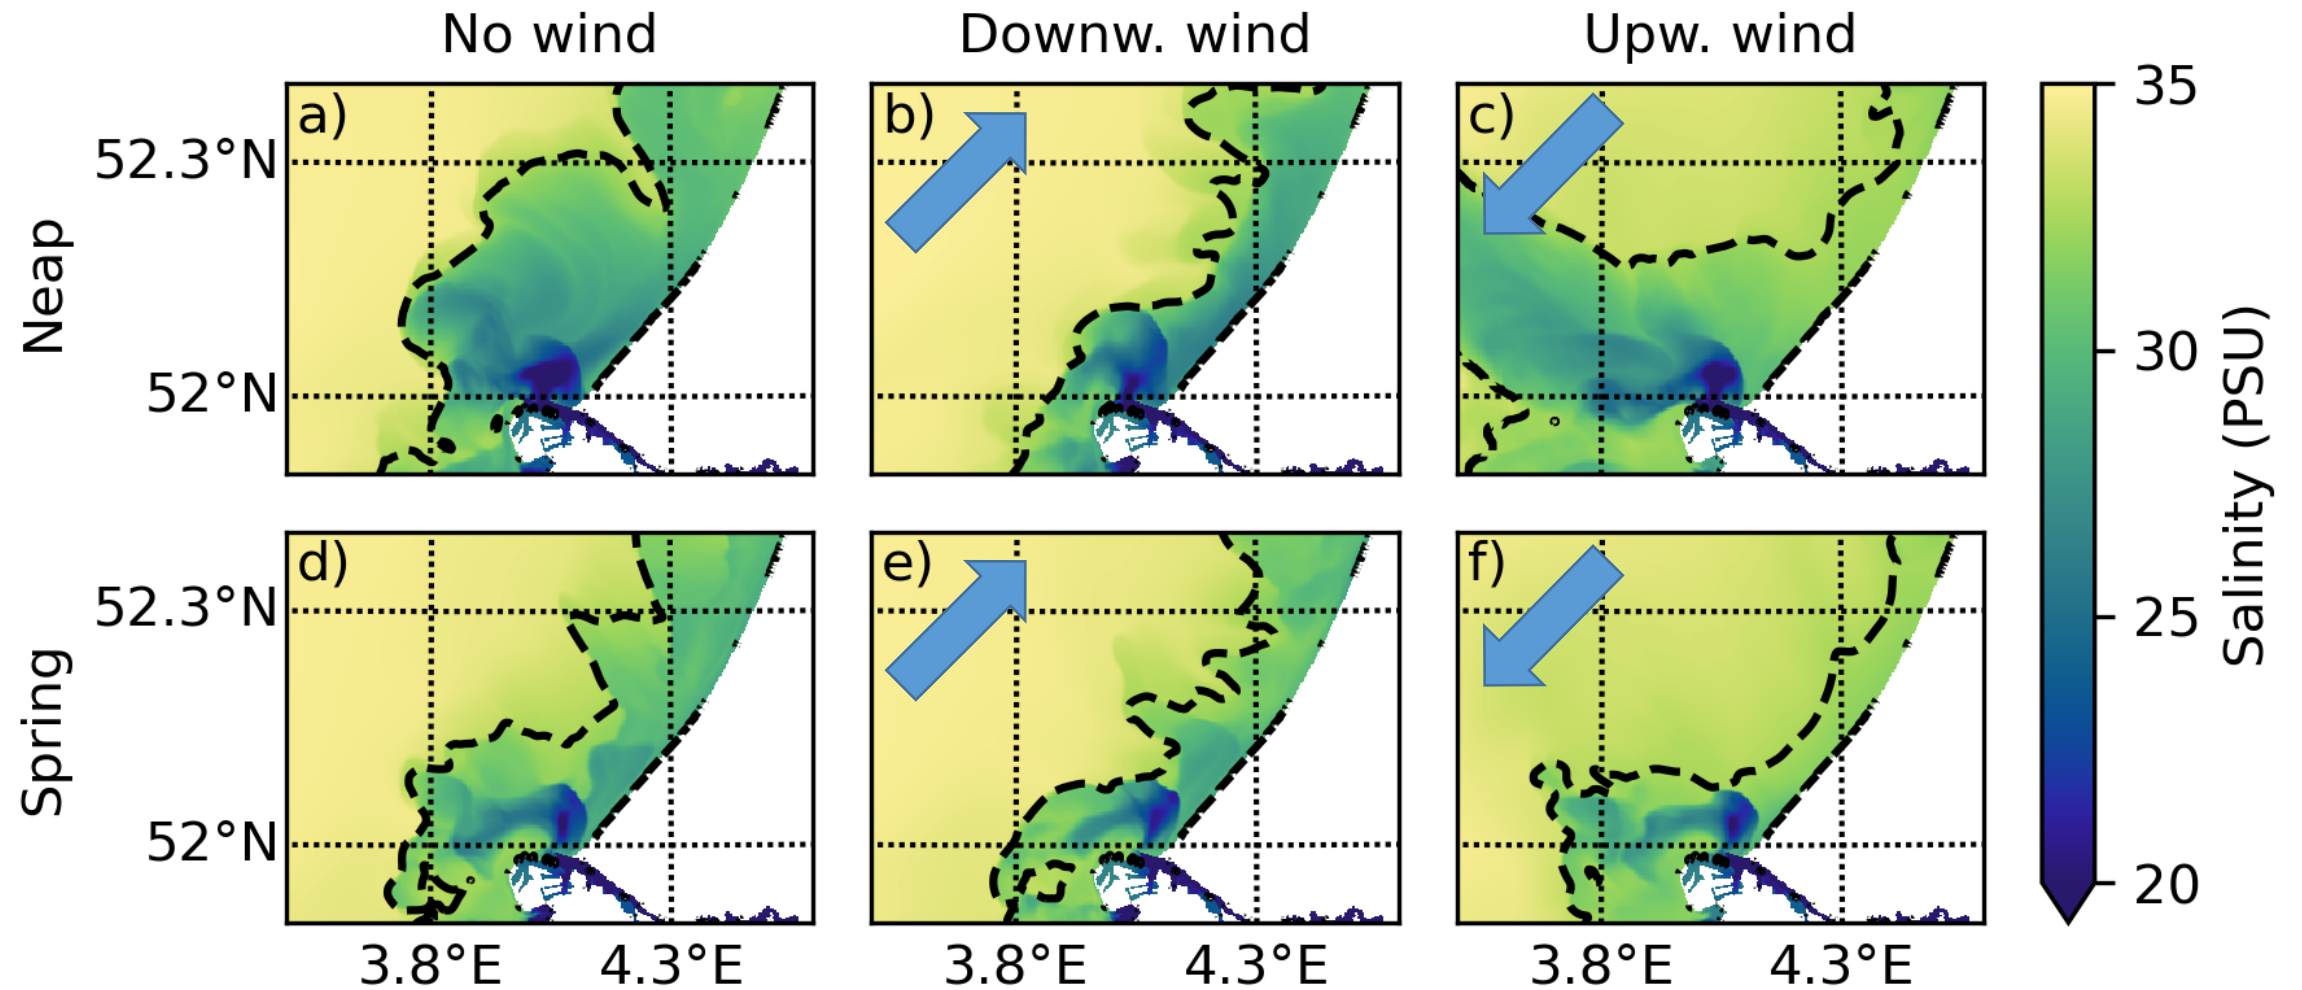 No wind Downw. wind Upw. wind
a) b) c) 35
52.3°N
Neap
30
52°N
Salinity (PSU)
d) e) f)
52.3°N
25
Spring
52°N
20
3.8°E 4.3°E 3.8°E 4.3°E 3.8°E 4.3°E